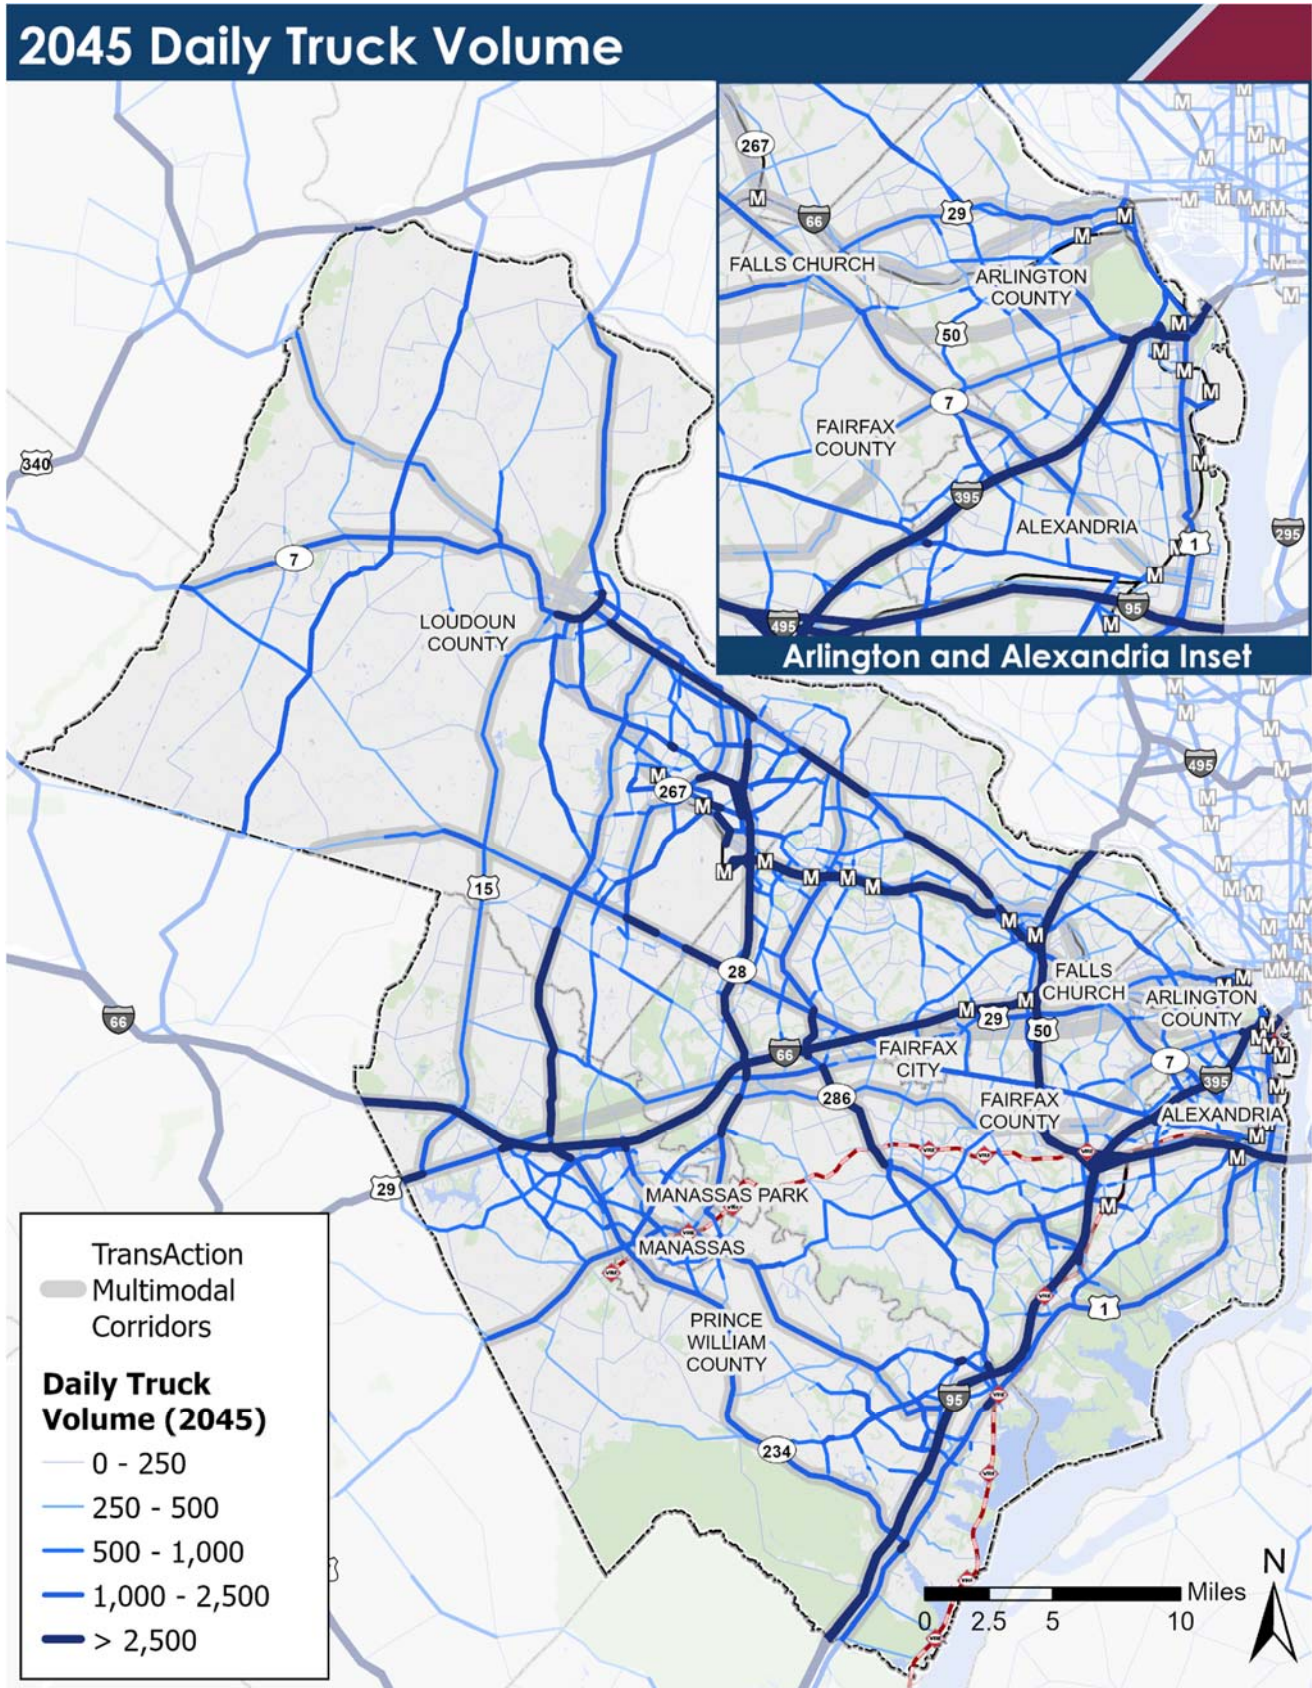 2045 Daily Truck Volume
267
66
29
FALLS CHURCH
ARLINGTON
COUNTY
50
7
FAIRFAX
COUNTY
395
ALEXANDRIA
1
295
95
495
Arlington and Alexandria Inset
340
7
LOUDOUN
COUNTY
495
267
15
28
66
FALLS
CHURCH
ARLINGTON
COUNTY
29
50
66
FAIRFAX
CITY
7
395
286
FAIRFAX
COUNTY
ALEXANDRIA
29
MANASSAS PARK
MANASSAS
1
PRINCE
WILLIAM
COUNTY
95
234
TransAction
Multimodal
Corridors
Daily Truck
Volume (2045)
0 - 250
250 - 500
500 - 1,000
1,000 - 2,500
> 2,500
N
Miles
0 2.5 5 10